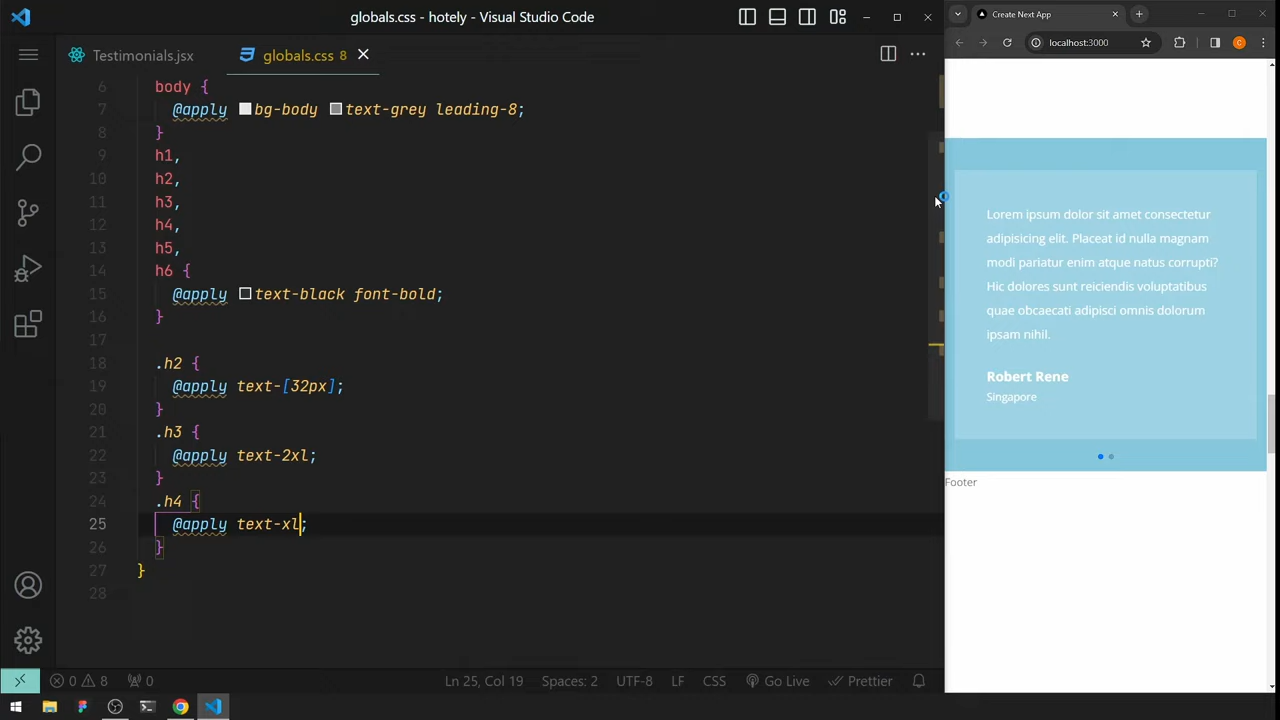 globals.css - hotely - Visual Studio Code
Testimonials.jsx
globals.css 8
6 body {
7 @apply bg-body text-grey leading-8;
8 }
9 h1,
10 h2,
11 h3,
12 h4,
13 h5,
14 h6 {
15 @apply text-black font-bold;
16 }
17
18 .h2 {
19 @apply text-[32px];
20 }
21 .h3 {
22 @apply text-2xl;
23 }
24 .h4 {
25 @apply text-xl;
26 }
27 }
28
0 8 0
Ln 25, Col 19 Spaces: 2 UTF-8 LF CSS Go Live Prettier
Create Next App
localhost:3000
C
Lorem ipsum dolor sit amet consectetur
adipisicing elit. Placeat id nulla magnam
modi pariatur enim atque natus corrupti?
Hic dolores sunt reiciendis voluptatibus
quae obcaecati adipisci omnis dolorum
ipsam nihil.
Robert Rene
Singapore
Footer